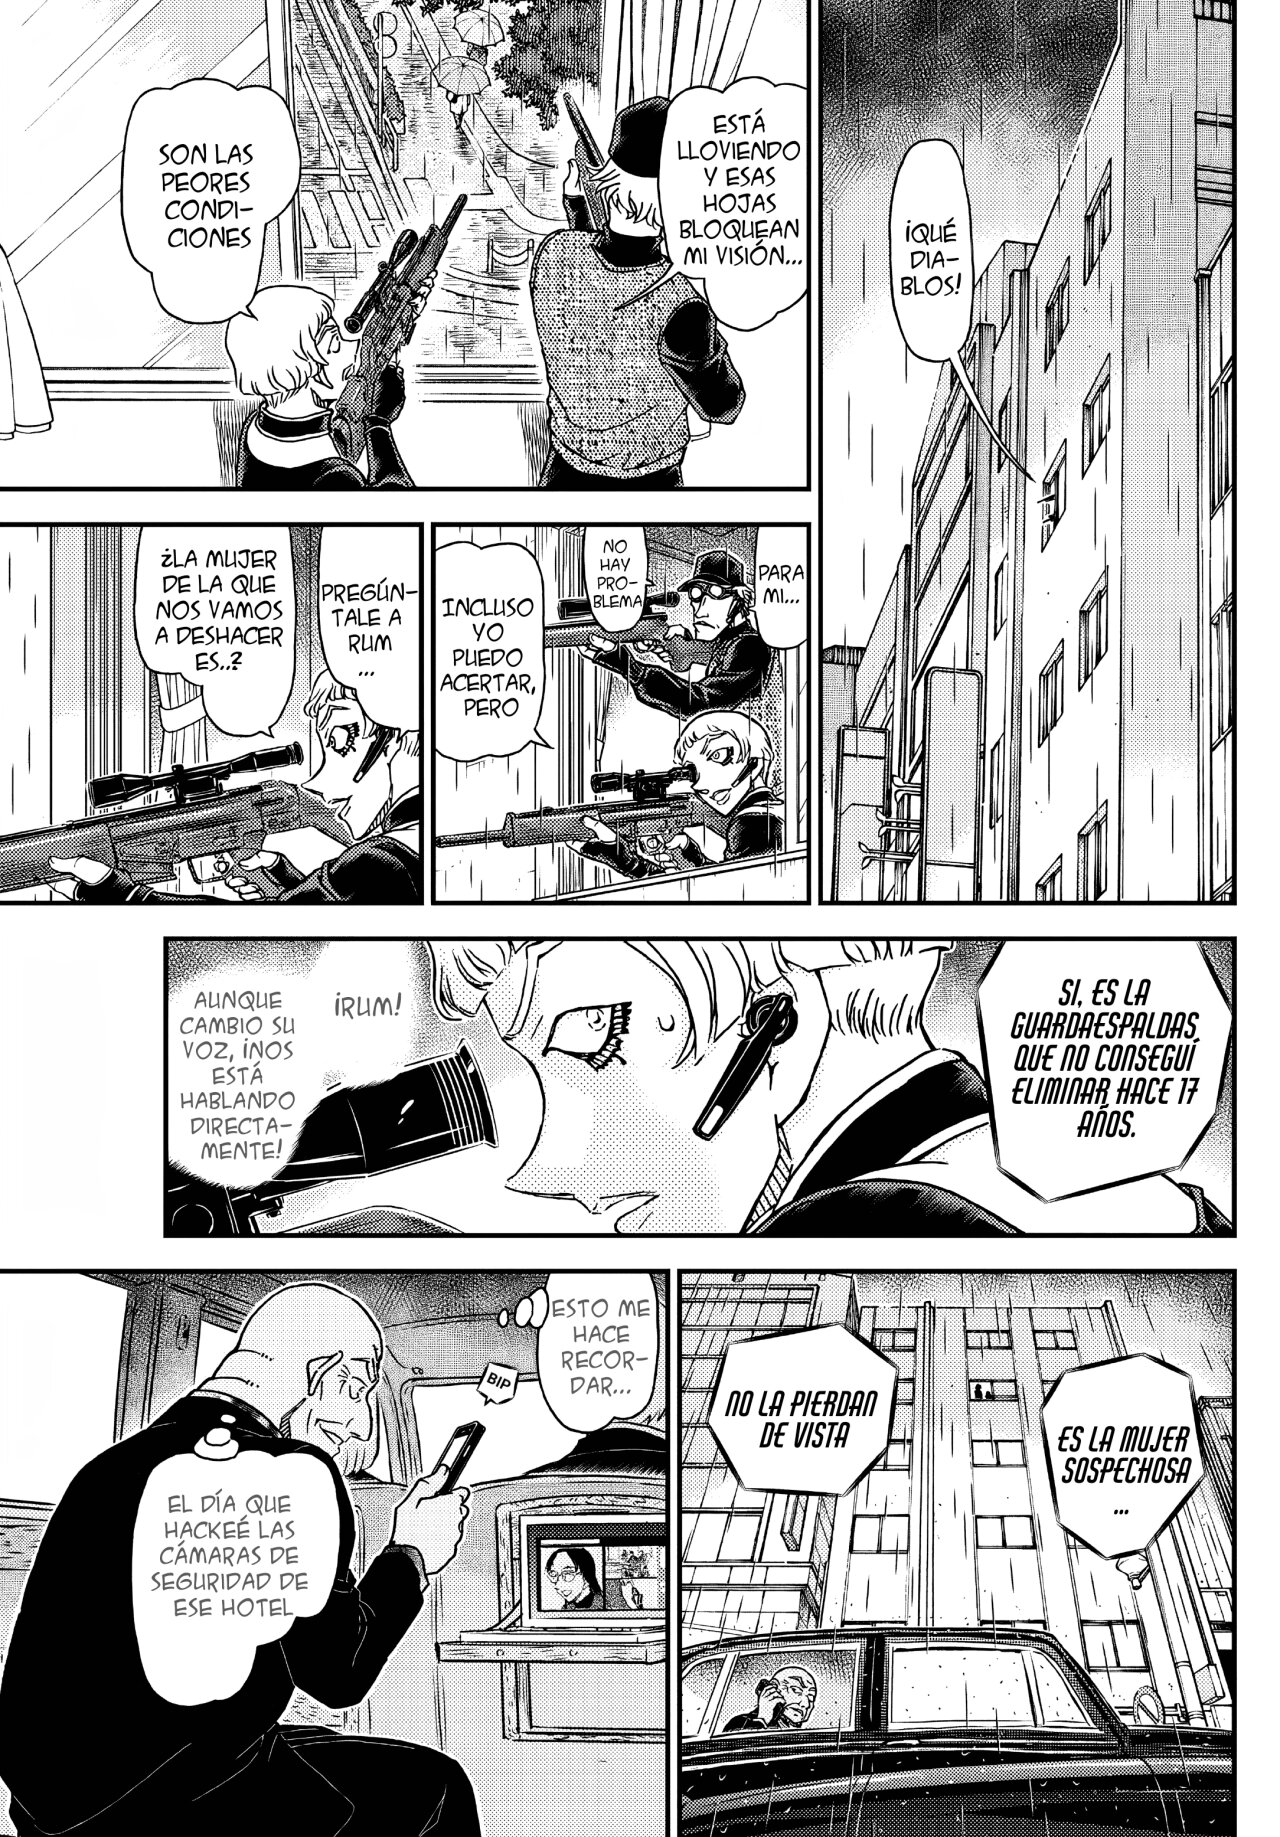 ¡QUÉ
DIA-
BLOS!
ESTÁ
LLOVIENDO
Y ESAS
HOJAS
BLOQUEAN
MI VISIÓN...
SON LAS
PEORES
CONDI-
CIONES
PARA
MI...
NO
HAY
PRO-
BLEMA
INCLUSO
YO
PUEDO
ACERTAR,
PERO
PREGÚN-
TALE A
RUM
...
¿LA MUJER
DE LA QUE
NOS VAMOS
A DESHACER
ES..?
SI, ES LA
GUARDAESPALDAS
QUE NO CONSEGUÍ
ELIMINAR HACE 17
AÑOS.
¡RUM!
AUNQUE
CAMBIO SU
VOZ, ¡NOS
ESTÁ
HABLANDO
DIRECTA-
MENTE!
ES LA MUJER
SOSPECHOSA
...
NO LA PIERDAN
DE VISTA
ESTO ME
HACE
RECOR-
DAR...
BIP
EL DÍA QUE
HACKEÉ LAS
CÁMARAS DE
SEGURIDAD DE
ESE HOTEL